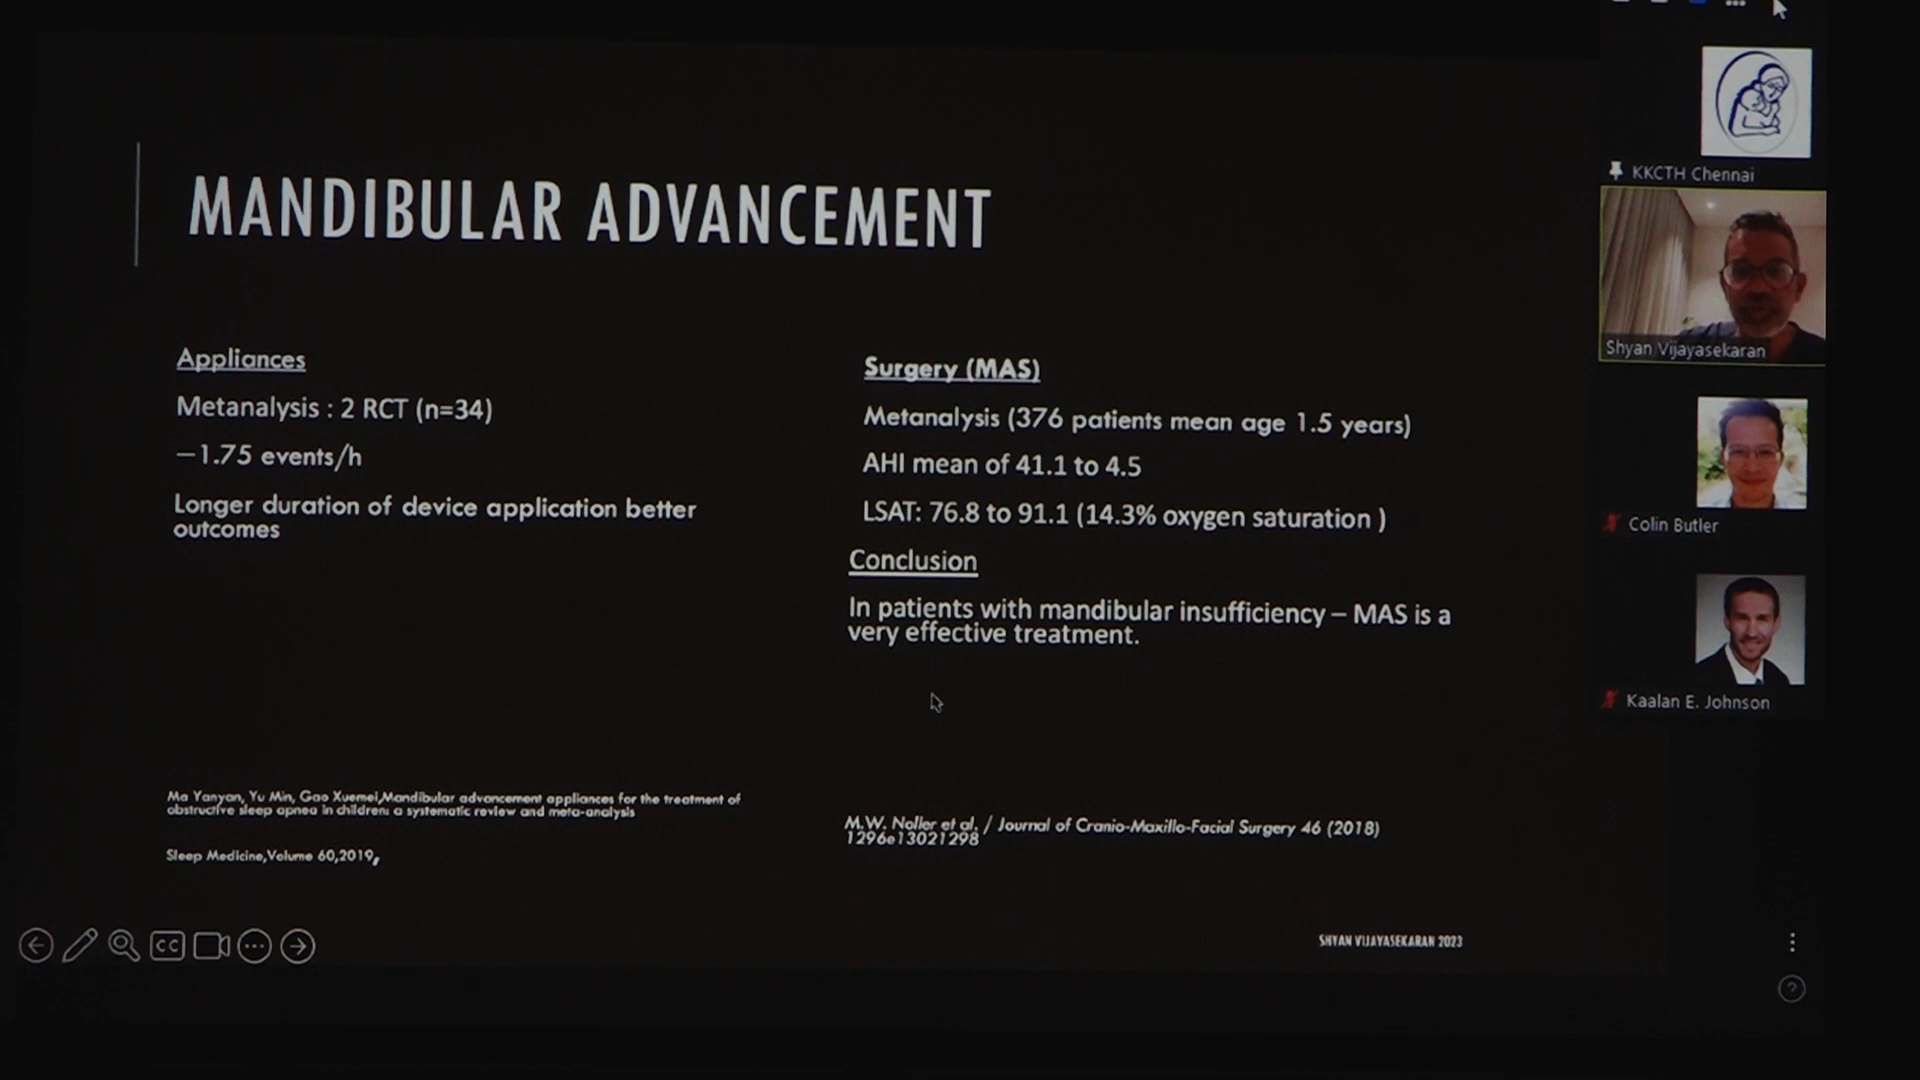 MANDIBULAR ADVANCEMENT
Appliances
Metanalysis : 2 RCT (n=34)
−1.75 events/h
Longer duration of device application better
outcomes
Surgery (MAS)
Metanalysis (376 patients mean age 1.5 years)
AHI mean of 41.1 to 4.5
LSAT: 76.8 to 91.1 (14.3% oxygen saturation )
Conclusion
In patients with mandibular insufficiency – MAS is a
very effective treatment.
Ma Yanyan, Yu Min, Gao Xuemei,Mandibular advancement appliances for the treatment of
obstructive sleep apnea in children: a systematic review and meta-analysis
Sleep Medicine,Volume 60,2019,
M.W. Noller et al. / Journal of Cranio-Maxillo-Facial Surgery 46 (2018)
1296e13021298
SHYAN VIJAYASEKARAN 2023
CC
KKCTH Chennai
Shyan Vijayasekaran
Colin Butler
Kaalan E. Johnson